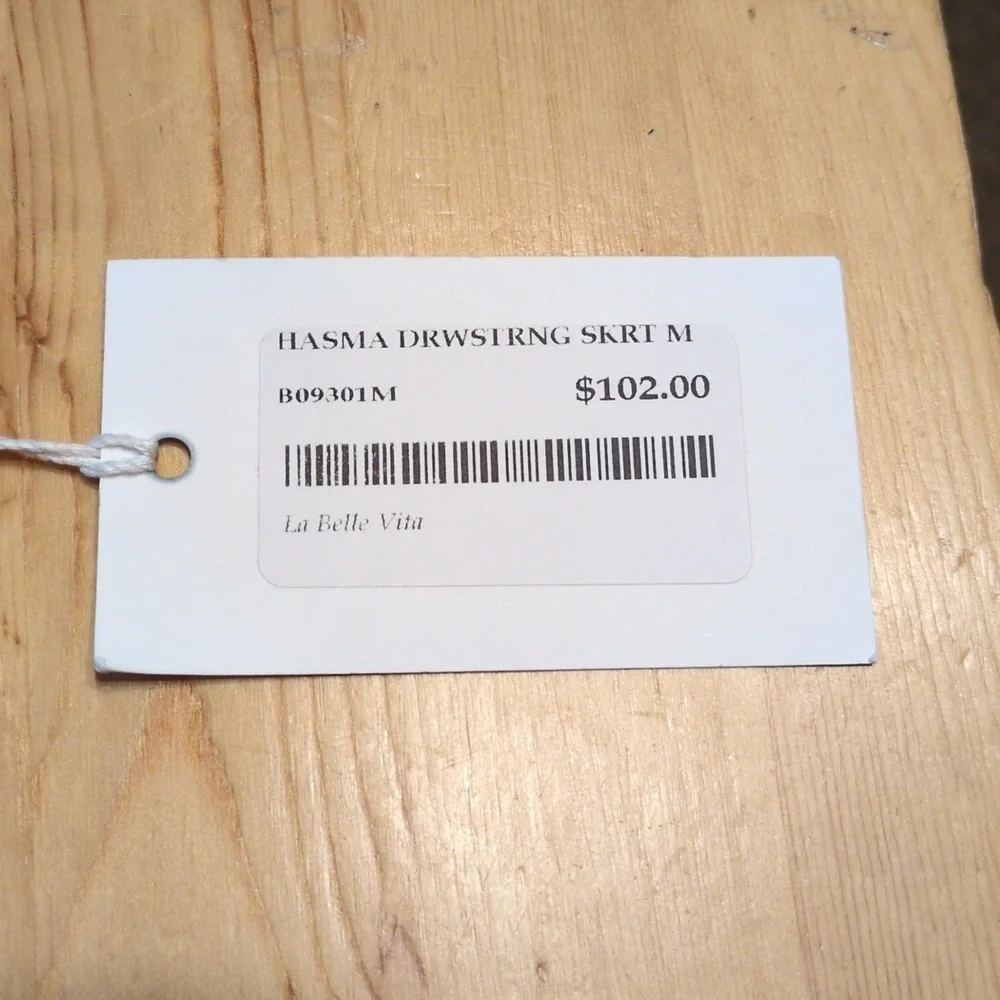 HASMA DRWSTRNG SKRT M
B09301M $102.00
La Belle Vita